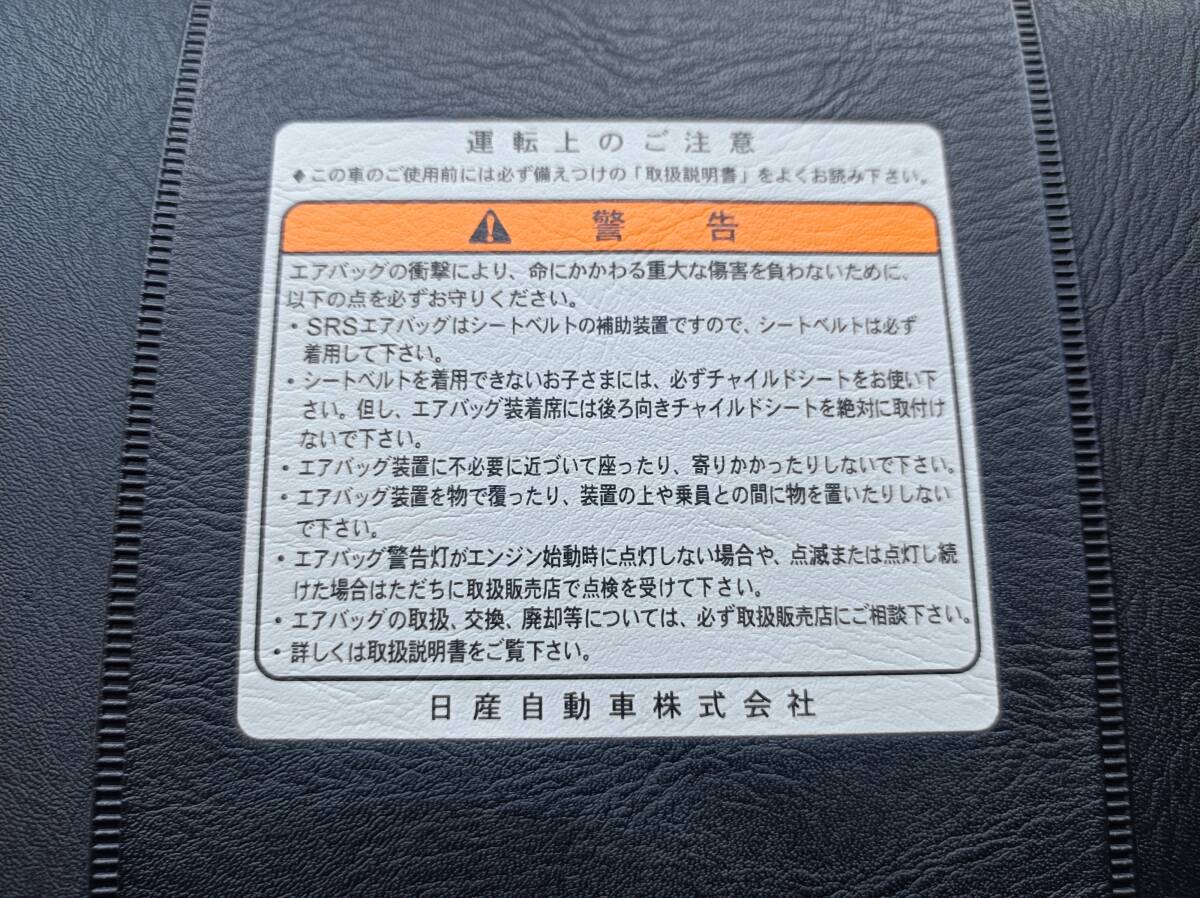 運転上のご注意
◆この車のご使用前には必ず備えつけの「取扱説明書」をよくお読み下さい。
警告
エアバッグの衝撃により、命にかかわる重大な傷害を負わないために、
以下の点を必ずお守りください。
・SRSエアバッグはシートベルトの補助装置ですので、シートベルトは必ず
着用して下さい。
・シートベルトを着用できないお子さまには、必ずチャイルドシートをお使い下
さい。但し、エアバッグ装着席には後ろ向きチャイルドシートを絶対に取付け
ないで下さい。
・エアバッグ装置に不必要に近づいて座ったり、寄りかかったりしないで下さい。
・エアバッグ装置を物で覆ったり、装置の上や乗員との間に物を置いたりしない
で下さい。
・エアバッグ警告灯がエンジン始動時に点灯しない場合や、点滅または点灯し続
けた場合はただちに取扱販売店で点検を受けて下さい。
・エアバッグの取扱、交換、廃却等については、必ず取扱販売店にご相談下さい。
・詳しくは取扱説明書をご覧下さい。
日産自動車株式会社